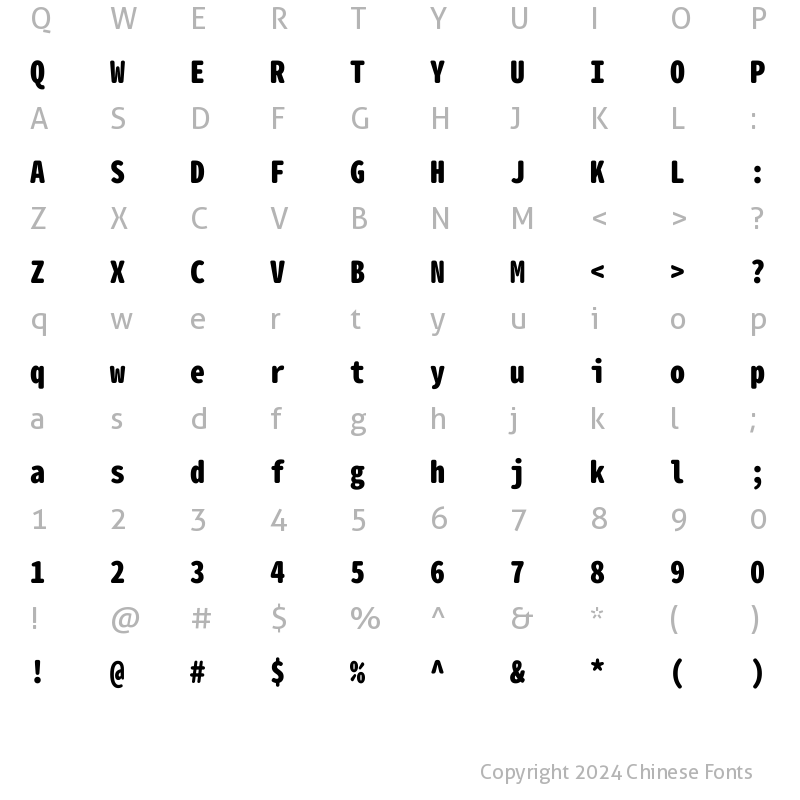 Q W E R T Y U I O P
Q W E R T Y U I O P
A S D F G H J K L :
A S D F G H J K L :
Z X C V B N M < > ?
Z X C V B N M < > ?
q w e r t y u i o p
q w e r t y u i o p
a s d f g h j k l ;
a s d f g h j k l ;
1 2 3 4 5 6 7 8 9 0
1 2 3 4 5 6 7 8 9 0
! @ # $ % ^ & * ( )
! @ # $ % ^ & * ( )
Copyright 2024 Chinese Fonts